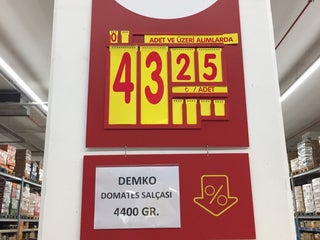 ADET VE ÜZERİ ALIMLARDA
43 25
₺ / ADET
DEMKO
DOMATES SALÇASI
4400 GR.
%